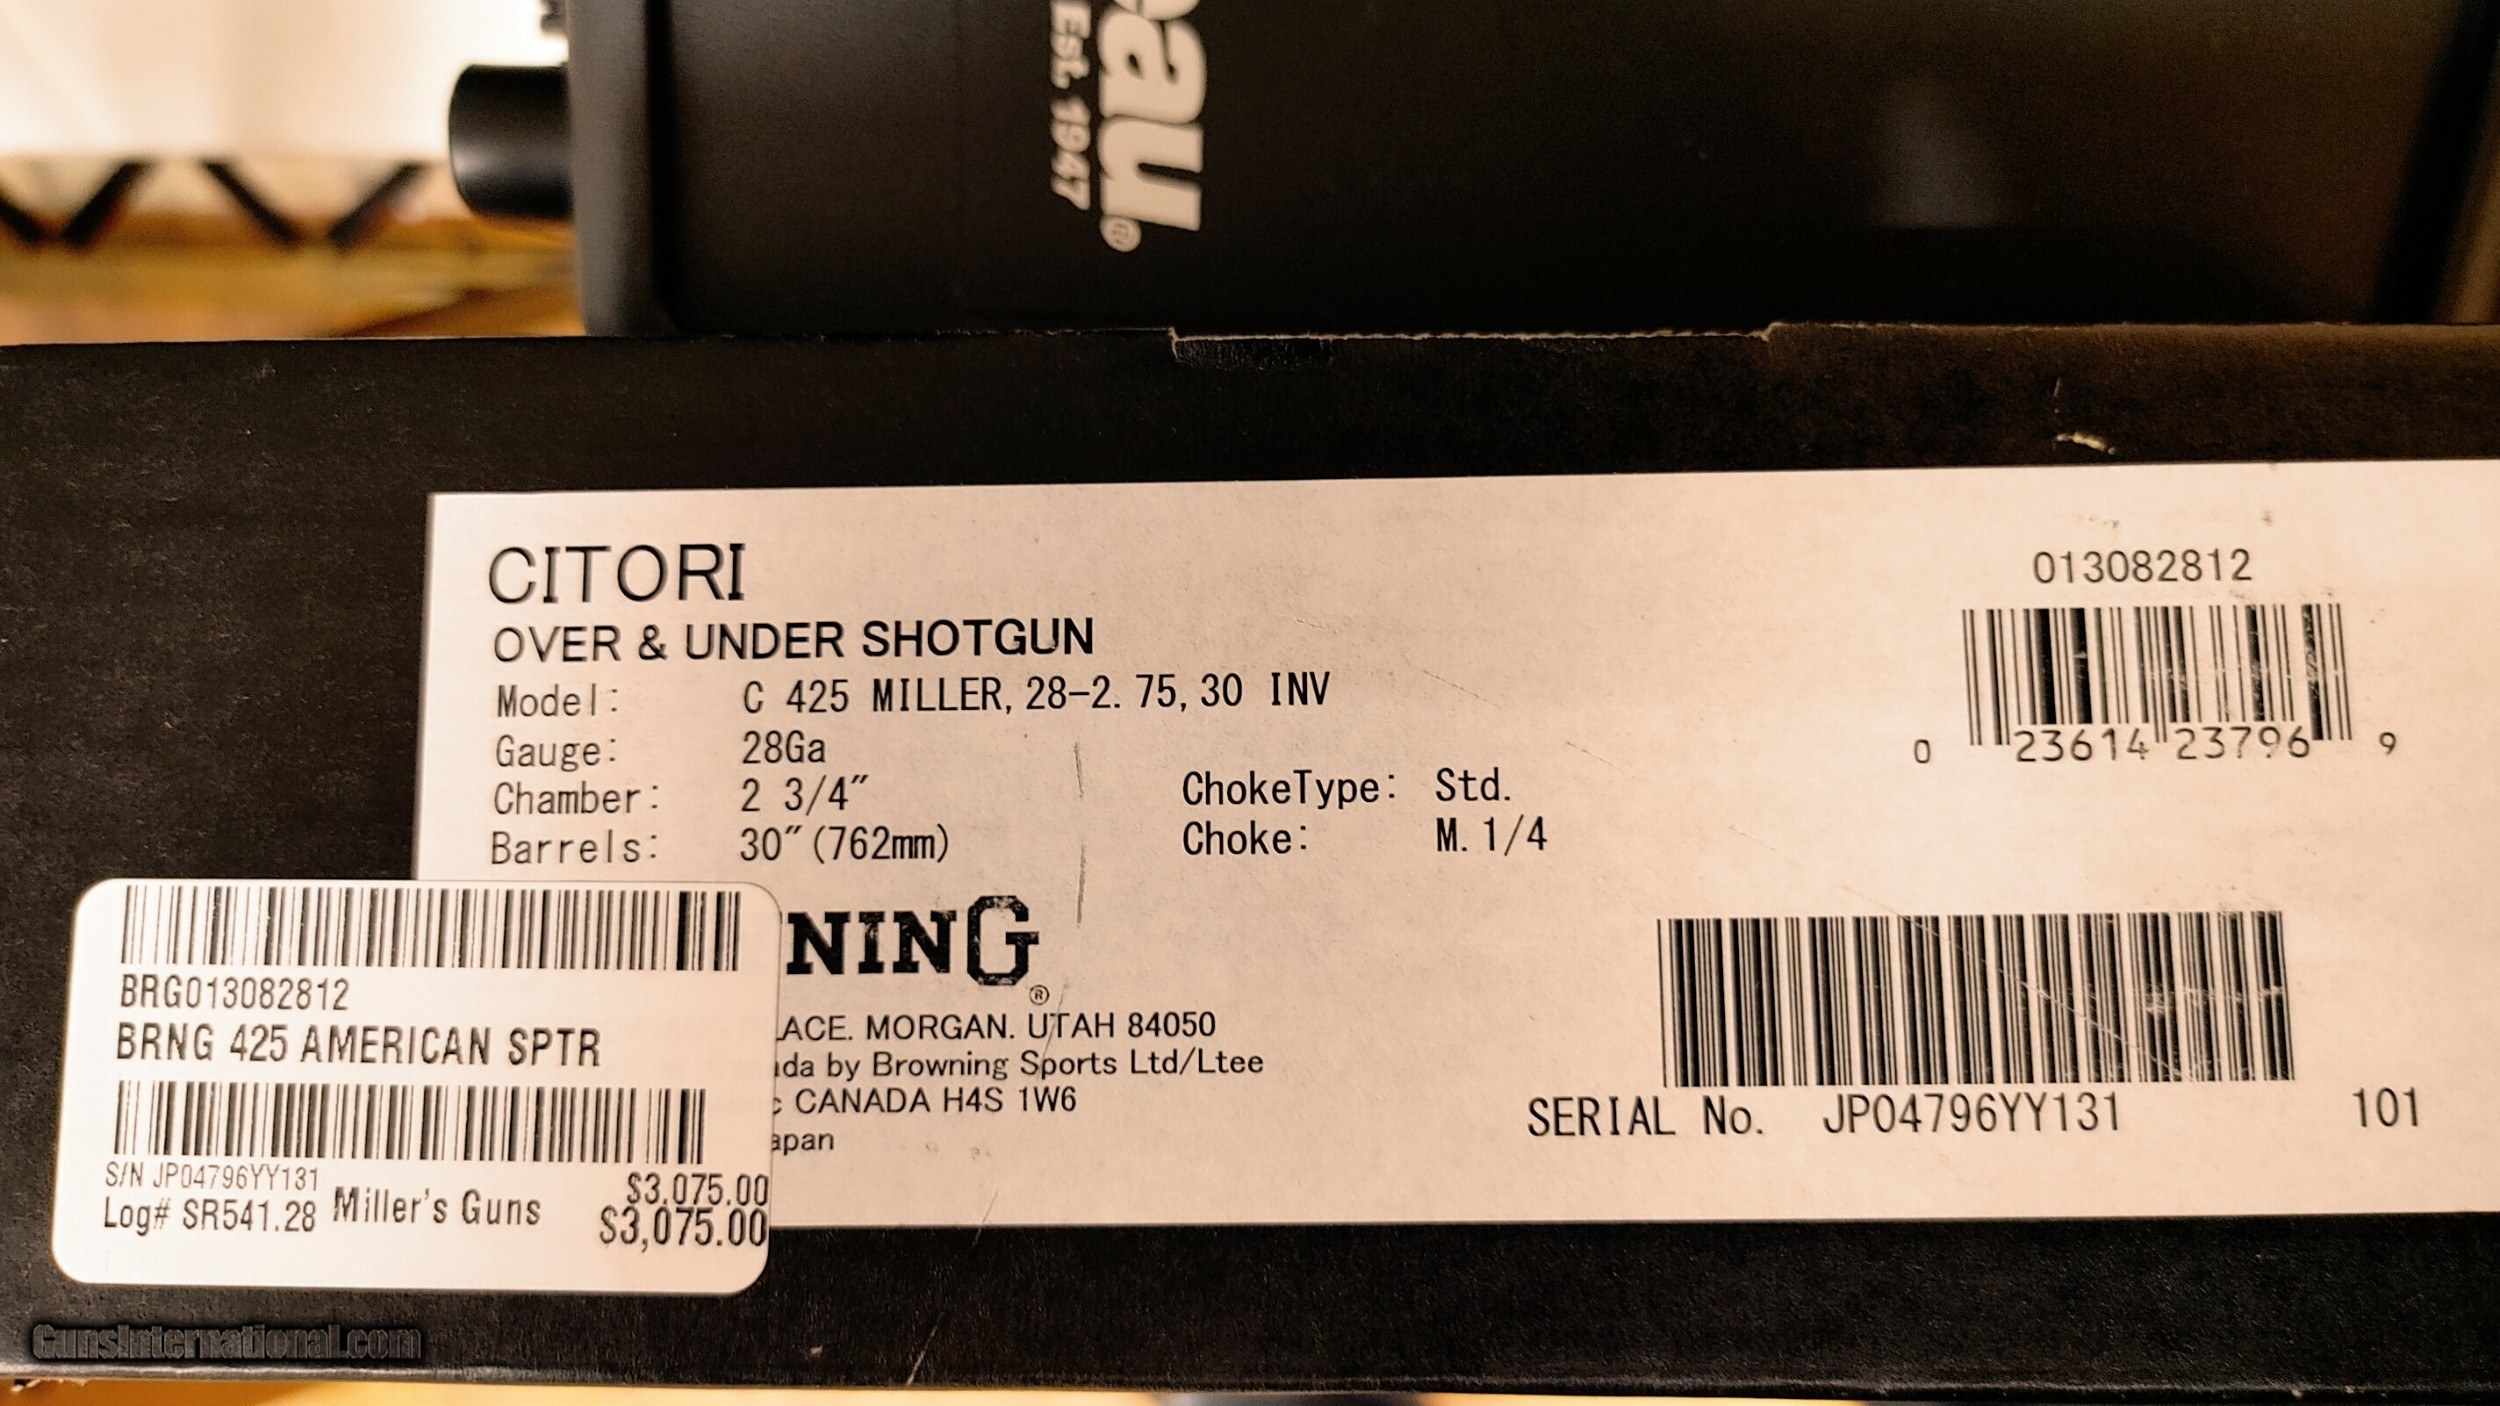 eau®
Est. 1947
CITORI
OVER & UNDER SHOTGUN
Model: C 425 MILLER, 28-2. 75, 30 INV
Gauge: 28Ga
Chamber: 2 3/4" ChokeType: Std.
Barrels: 30" (762mm) Choke: M. 1/4
013082812
0 23614 23796 9
NING®
LACE. MORGAN. UTAH 84050
da by Browning Sports Ltd/Ltee
CANADA H4S 1W6
apan
SERIAL No. JP04796YY131 101
BRG013082812
BRNG 425 AMERICAN SPTR
S/N JP04796YY131 $3,075.00
Log# SR541.28 Miller's Guns $3,075.00
GunsInternational.com